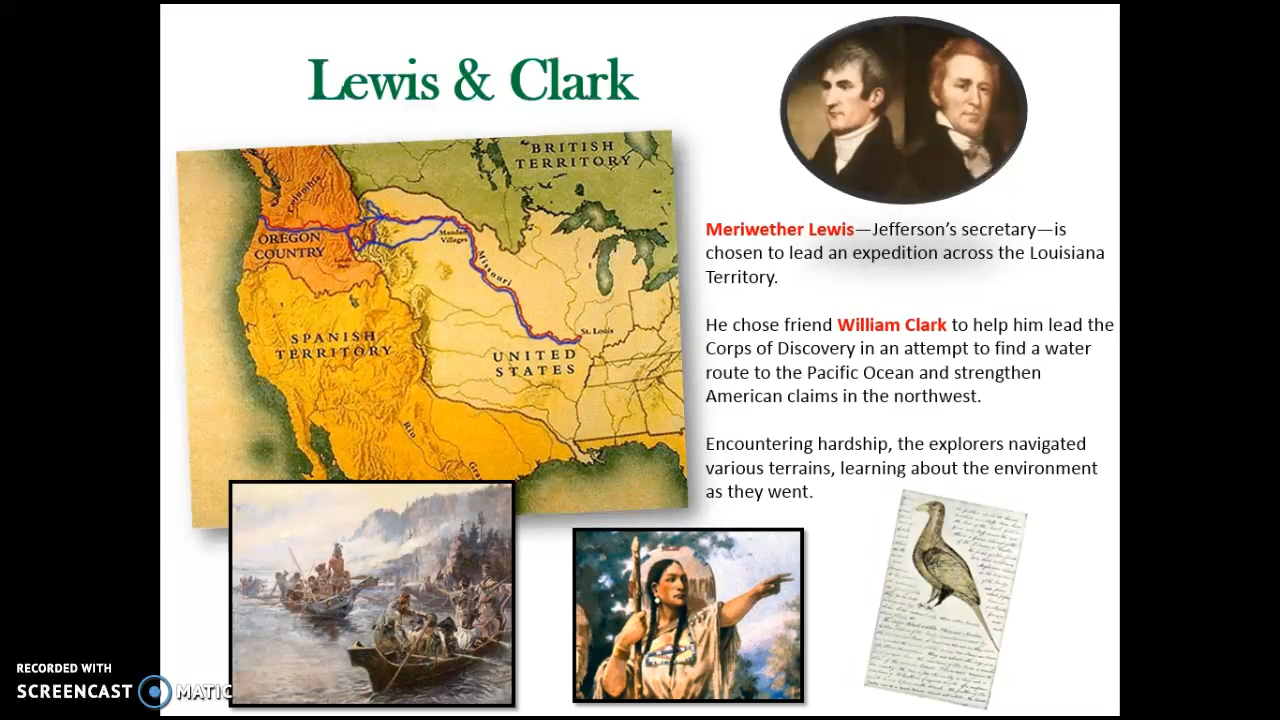 Lewis & Clark
BRITISH
TERRITORY
Columbia
OREGON
COUNTRY
Mandan
Villages
Missouri
St. Louis
SPANISH
TERRITORY
UNITED
STATES
Rio
Meriwether Lewis—Jefferson's secretary—is
chosen to lead an expedition across the Louisiana
Territory.
He chose friend William Clark to help him lead the
Corps of Discovery in an attempt to find a water
route to the Pacific Ocean and strengthen
American claims in the northwest.
Encountering hardship, the explorers navigated
various terrains, learning about the environment
as they went.
RECORDED WITH
SCREENCAST MATIC